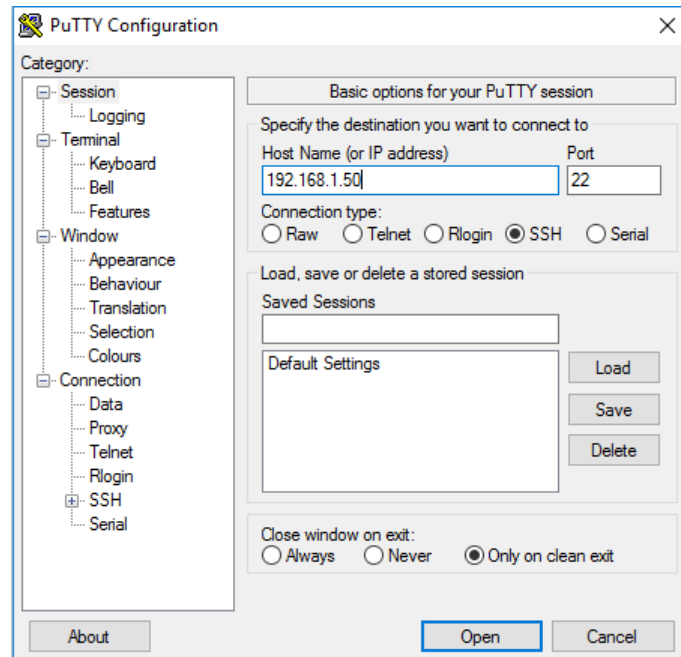 PuTTY Configuration
Category:
Session
Logging
Terminal
Keyboard
Bell
Features
Window
Appearance
Behaviour
Translation
Selection
Colours
Connection
Data
Proxy
Telnet
Rlogin
SSH
Serial
Basic options for your PuTTY session
Specify the destination you want to connect to
Host Name (or IP address) Port
192.168.1.50 22
Connection type:
Raw Telnet Rlogin SSH Serial
Load, save or delete a stored session
Saved Sessions
Default Settings
Load
Save
Delete
Close window on exit:
Always Never Only on clean exit
About Open Cancel